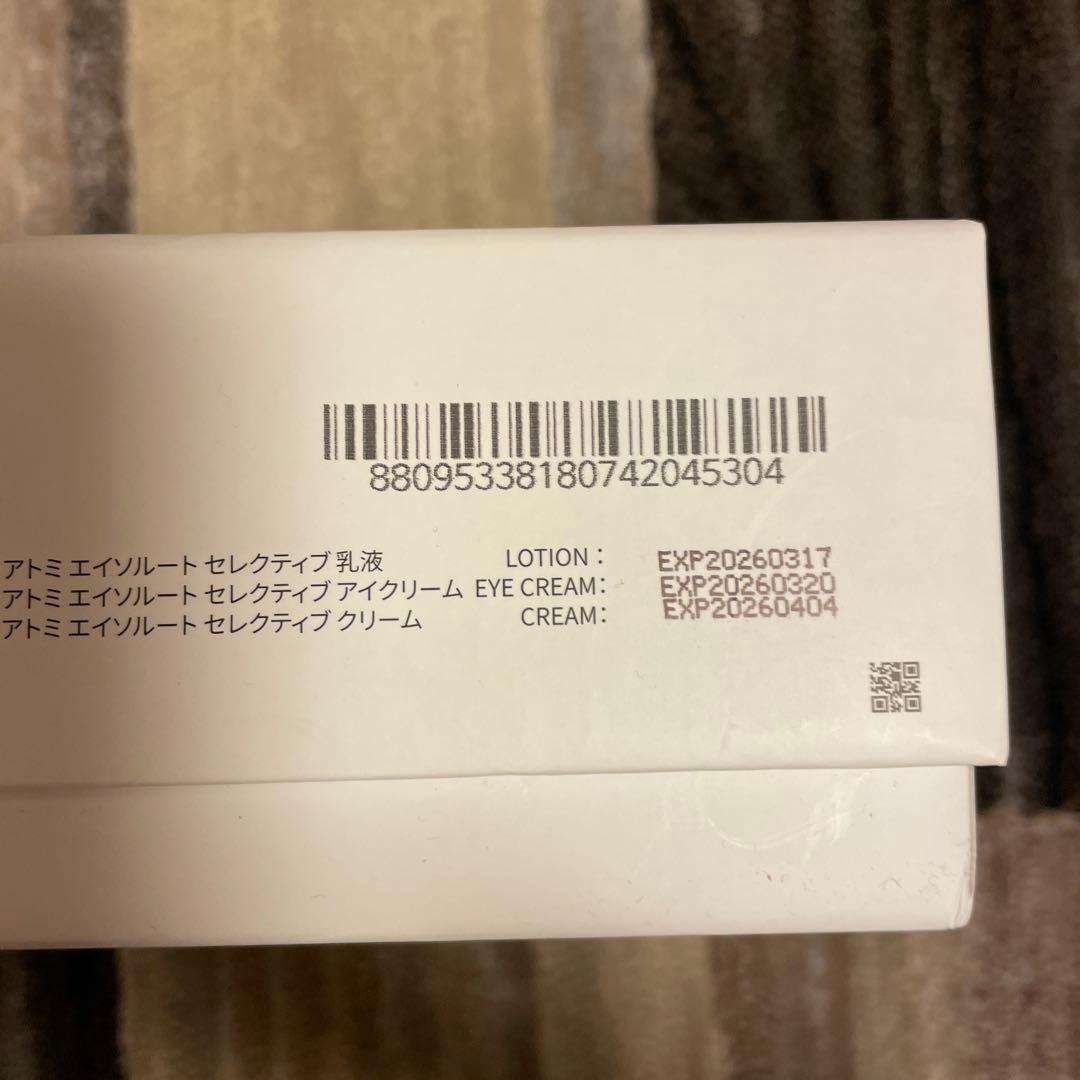 88095338180742045304
アトミ エイソルート セレクティブ 乳液 LOTION : EXP20260317
アトミ エイソルート セレクティブ アイクリーム EYE CREAM: EXP20260320
アトミ エイソルート セレクティブ クリーム CREAM: EXP20260404